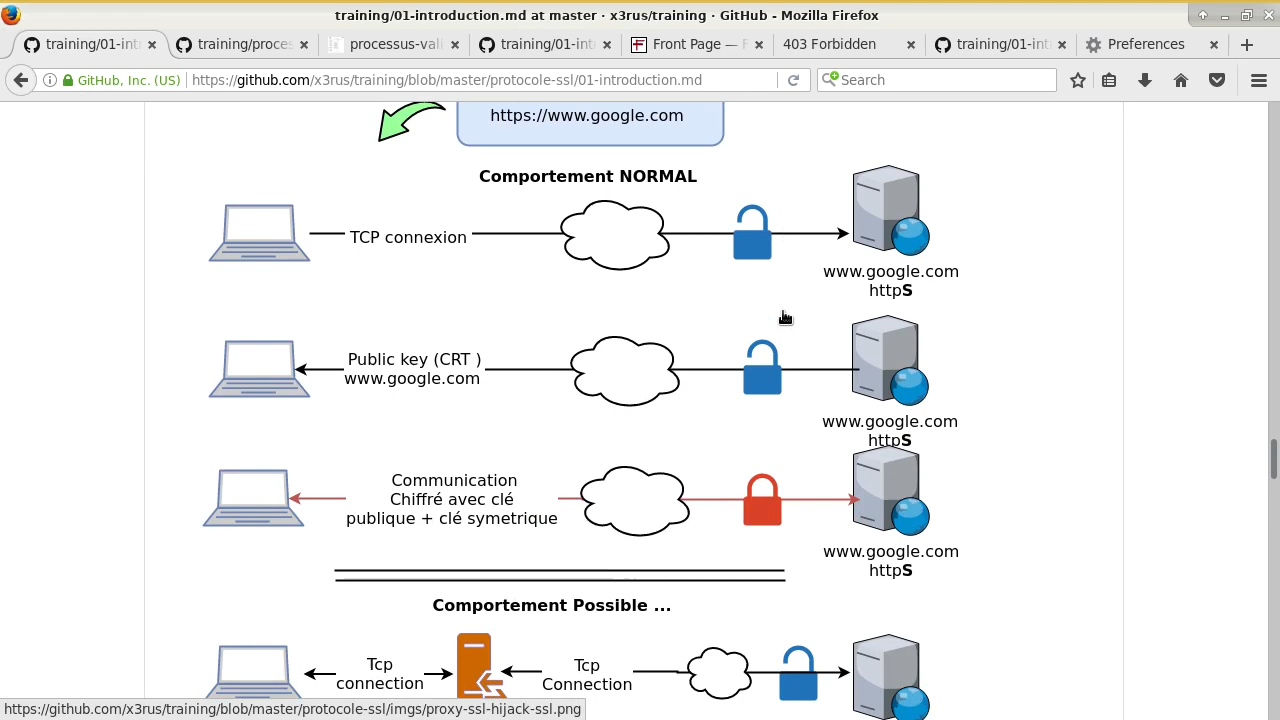 training/01-introduction.md at master · x3rus/training · GitHub - Mozilla Firefox
training/01-int
training/proces
processus-vali
training/01-int
Front Page —
403 Forbidden
training/01-int
Preferences
GitHub, Inc. (US)
https://github.com/x3rus/training/blob/master/protocole-ssl/01-introduction.md
Search
https://www.google.com
Comportement NORMAL
TCP connexion
www.google.com
httpS
Public key (CRT )
www.google.com
www.google.com
httpS
Communication
Chiffré avec clé
publique + clé symetrique
www.google.com
httpS
Comportement Possible ...
Tcp
connection
Tcp
Connection
https://github.com/x3rus/training/blob/master/protocole-ssl/imgs/proxy-ssl-hijack-ssl.png